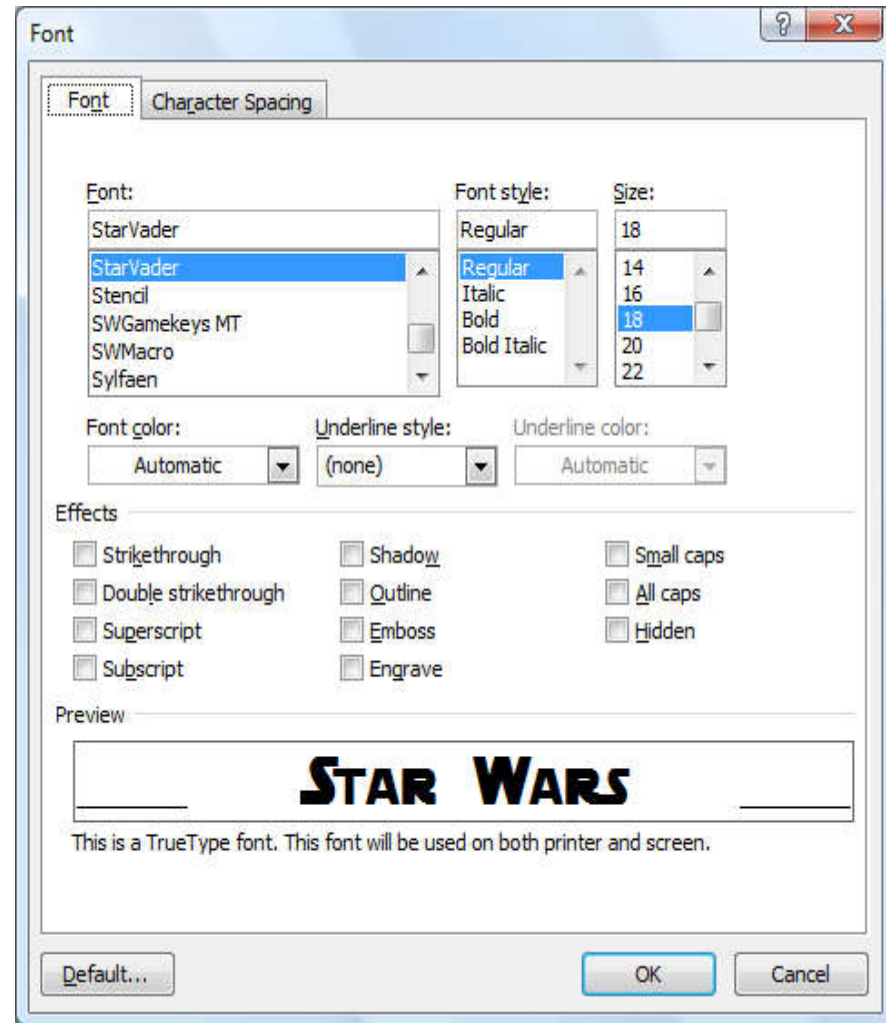 Font
Font Character Spacing
Font: Font style: Size:
StarVader Regular 18
StarVader Regular 14
Stencil Italic 16
SWGamekeys MT Bold 18
SWMacro Bold Italic 20
Sylfaen 22
Font color: Underline style: Underline color:
Automatic (none) Automatic
Effects
Strikethrough Shadow Small caps
Double strikethrough Outline All caps
Superscript Emboss Hidden
Subscript Engrave
Preview
STAR WARS
This is a TrueType font. This font will be used on both printer and screen.
Default... OK Cancel